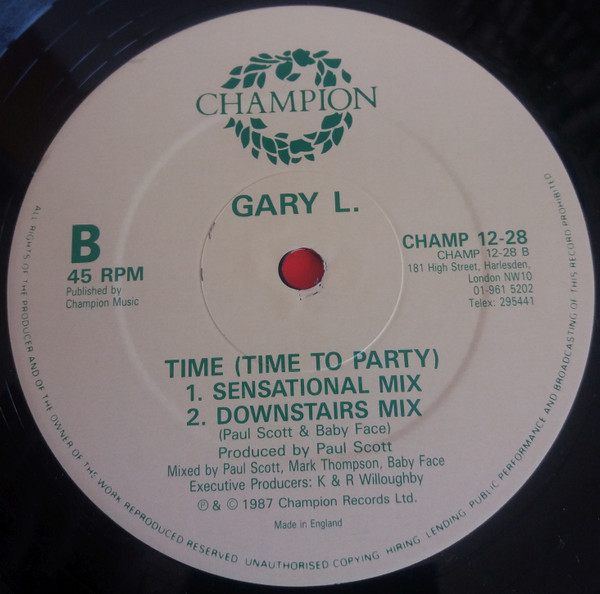 CHAMPION
GARY L.
B
45 RPM
Published by
Champion Music
CHAMP 12-28
CHAMP 12-28 B
181 High Street, Harlesden,
London NW10
01-961 5202
Telex: 295441
TIME (TIME TO PARTY)
1. SENSATIONAL MIX
2. DOWNSTAIRS MIX
(Paul Scott & Baby Face)
Produced by Paul Scott
Mixed by Paul Scott, Mark Thompson, Baby Face
Executive Producers: K & R Willoughby
℗ & © 1987 Champion Records Ltd.
Made in England
ALL RIGHTS OF THE PRODUCER AND OF THE OWNER OF THE WORK REPRODUCED RESERVED UNAUTHORISED COPYING HIRING LENDING PUBLIC PERFORMANCE AND BROADCASTING OF THIS RECORD PROHIBITED